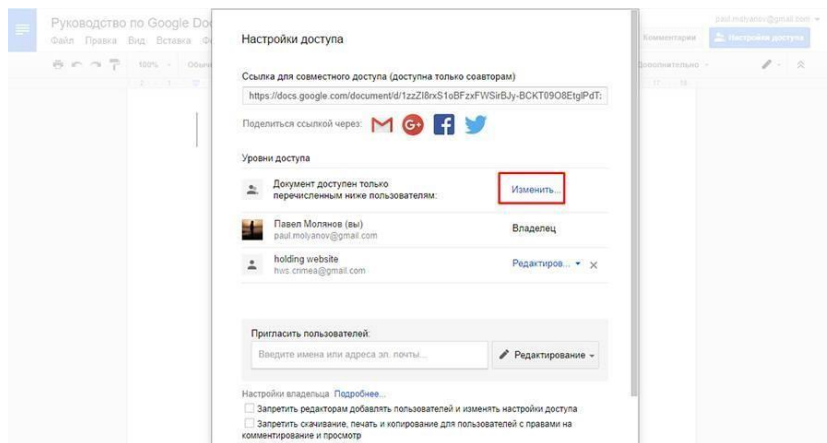 Руководство по Google Doc
paul.molyanov@gmail.com
Файл Правка Вид Вставка
Комментарии
Настройки доступа
100%
Дополнительно
Настройки доступа
Ссылка для совместного доступа (доступна только соавторам)
https://docs.google.com/document/d/1zzZI8rxS1oBFzxFWSirBJy-BCKT09O8EtglPdT
Поделиться ссылкой через:
Уровни доступа
Документ доступен только
перечисленным ниже пользователям:
Изменить...
Павел Молянов (вы)
paul.molyanov@gmail.com
Владелец
holding website
hws.crimea@gmail.com
Редактиров...
Пригласить пользователей:
Введите имена или адреса эл. почты...
Редактирование
Настройки владельца Подробнее...
Запретить редакторам добавлять пользователей и изменять настройки доступа
Запретить скачивание, печать и копирование для пользователей с правами на
комментирование и просмотр